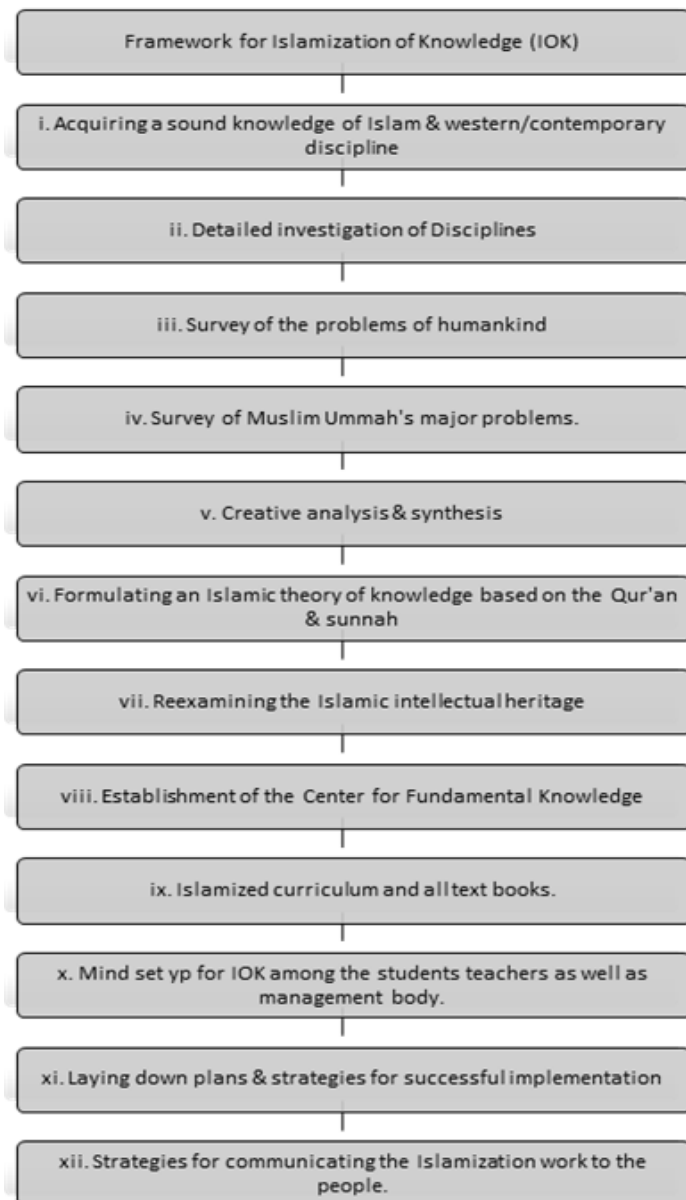 Framework for Islamization of Knowledge (IOK)
i. Acquiring a sound knowledge of Islam & western/contemporary
discipline
ii. Detailed investigation of Disciplines
iii. Survey of the problems of humankind
iv. Survey of Muslim Ummah's major problems.
v. Creative analysis & synthesis
vi. Formulating an Islamic theory of knowledge based on the Qur'an
& sunnah
vii. Reexamining the Islamic intellectual heritage
viii. Establishment of the Center for Fundamental Knowledge
ix. Islamized curriculum and all text books.
x. Mind set yp for IOK among the students teachers as well as
management body.
xi. Laying down plans & strategies for successful implementation
xii. Strategies for communicating the Islamization work to the
people.